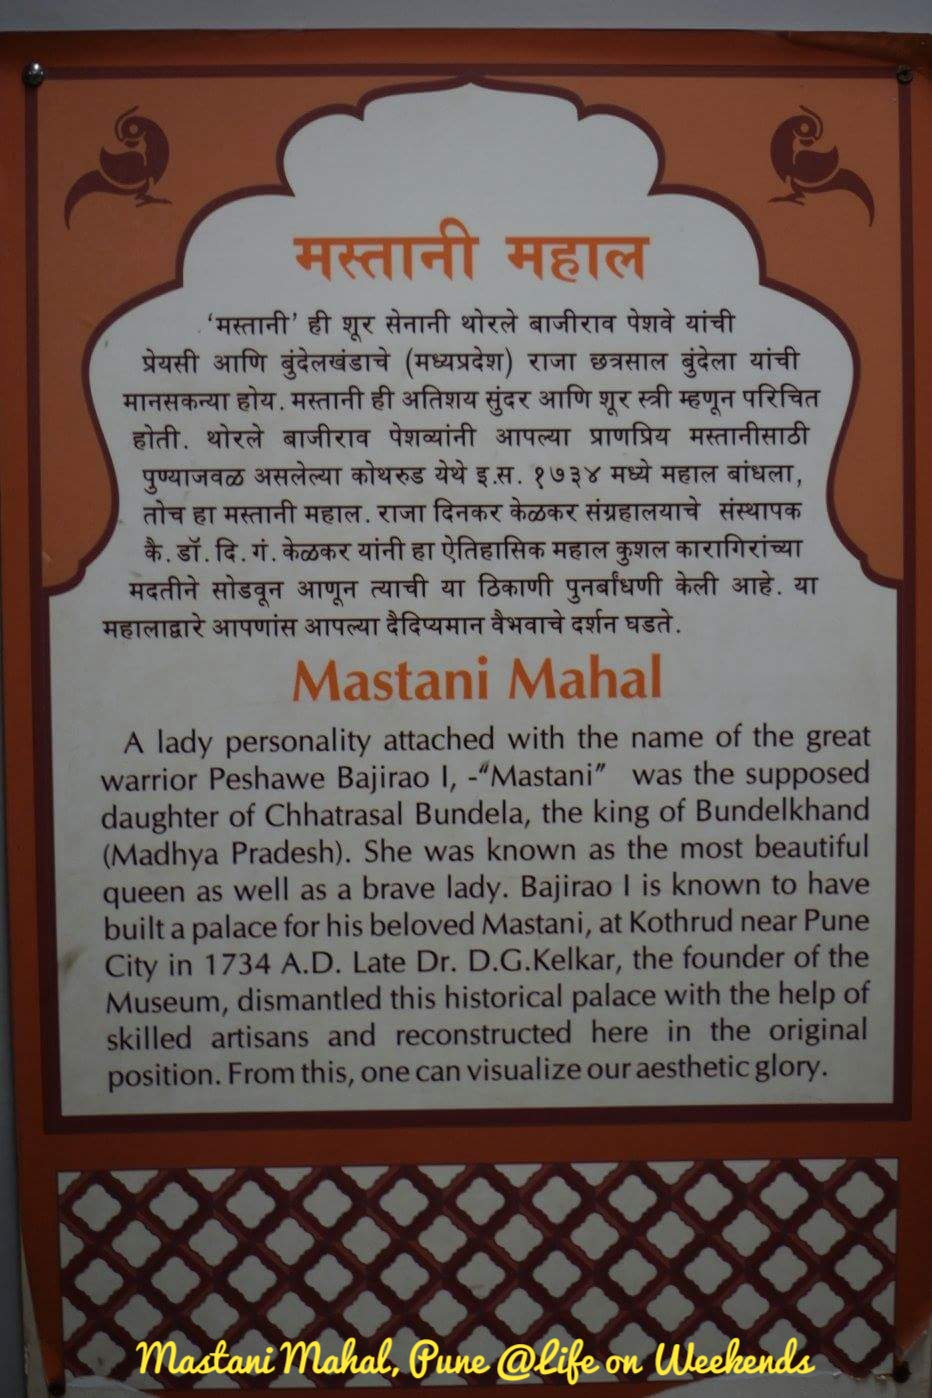 मस्तानी महाल
'मस्तानी' ही शूर सेनानी थोरले बाजीराव पेशवे यांची
प्रेयसी आणि बुंदेलखंडाचे (मध्यप्रदेश) राजा छत्रसाल बुंदेला यांची
मानसकन्या होय. मस्तानी ही अतिशय सुंदर आणि शूर स्त्री म्हणून परिचित
होती. थोरले बाजीराव पेशव्यांनी आपल्या प्राणप्रिय मस्तानीसाठी
पुण्याजवळ असलेल्या कोथरुड येथे इ.स. १७३४ मध्ये महाल बांधला,
तोच हा मस्तानी महाल. राजा दिनकर केळकर संग्रहालयाचे संस्थापक
कै. डॉ. दि. गं. केळकर यांनी हा ऐतिहासिक महाल कुशल कारागिरांच्या
मदतीने सोडवून आणून त्याची या ठिकाणी पुनर्बांधणी केली आहे. या
महालाद्वारे आपणांस आपल्या दैदिप्यमान वैभवाचे दर्शन घडते.
Mastani Mahal
A lady personality attached with the name of the great
warrior Peshawe Bajirao I, -“Mastani” was the supposed
daughter of Chhatrasal Bundela, the king of Bundelkhand
(Madhya Pradesh). She was known as the most beautiful
queen as well as a brave lady. Bajirao I is known to have
built a palace for his beloved Mastani, at Kothrud near Pune
City in 1734 A.D. Late Dr. D.G.Kelkar, the founder of the
Museum, dismantled this historical palace with the help of
skilled artisans and reconstructed here in the original
position. From this, one can visualize our aesthetic glory.
Mastani Mahal, Pune @Life on Weekends